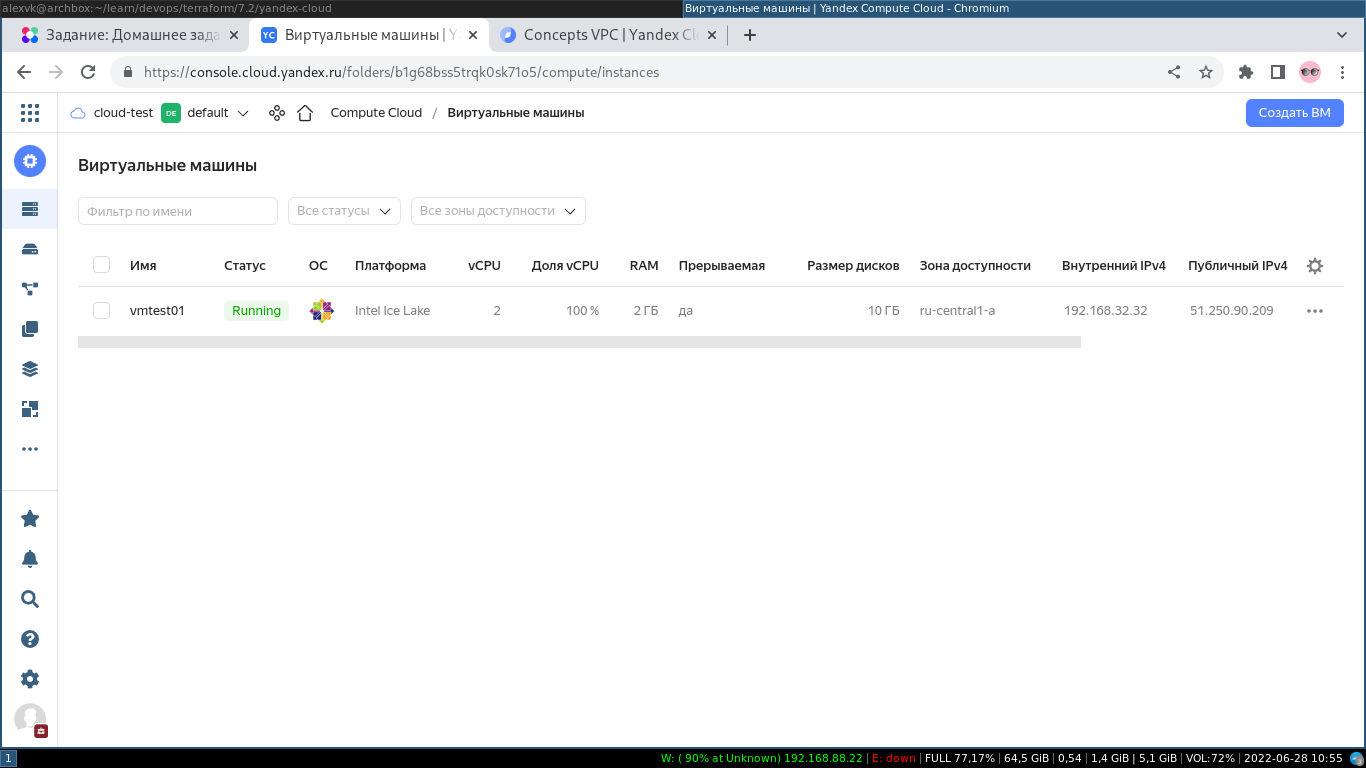 alexvk@archbox:~/learn/devops/terraform/7.2/yandex-cloud
Виртуальные машины | Yandex Compute Cloud - Chromium
Задание: Домашнее зада
Виртуальные машины | Y
Concepts VPC | Yandex Cl
https://console.cloud.yandex.ru/folders/b1g68bss5trqk0sk71o5/compute/instances
cloud-test DE default Compute Cloud / Виртуальные машины Создать ВМ
Виртуальные машины
Фильтр по имени Все статусы Все зоны доступности
Имя Статус ОС Платформа vCPU Доля vCPU RAM Прерываемая Размер дисков Зона доступности Внутренний IPv4 Публичный IPv4
vmtest01 Running Intel Ice Lake 2 100 % 2 ГБ да 10 ГБ ru-central1-a 192.168.32.32 51.250.90.209
1 W: ( 90% at Unknown) 192.168.88.22 | E: down | FULL 77,17% | 64,5 GiB | 0,54 | 1,4 GiB | 5,1 GiB | VOL:72% | 2022-06-28 10:55